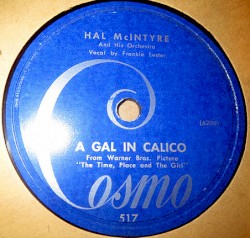 HAL McINTYRE
And His Orchestra
Vocal by Frankie Lester
A GAL IN CALICO
From Warner Bros. Picture
"The Time, Place and The Girl"
Cosmo
517